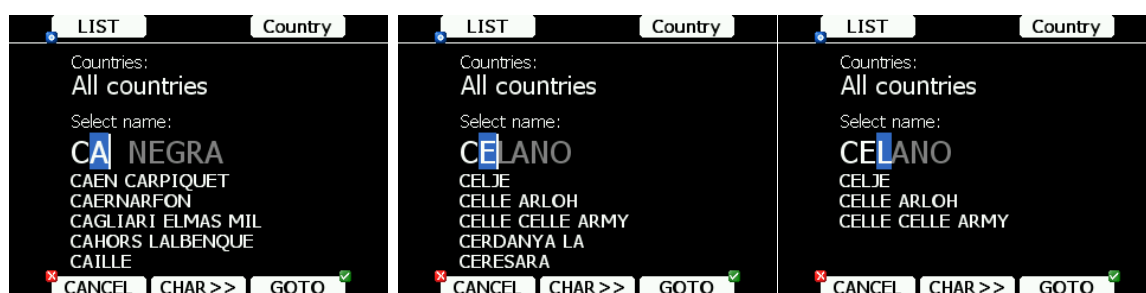 LIST Country
Countries:
All countries
Select name:
CA NEGRA
CAEN CARPIQUET
CAERNARFON
CAGLIARI ELMAS MIL
CAHORS LALBENQUE
CAILLE
CANCEL CHAR>> GOTO
LIST Country
Countries:
All countries
Select name:
CELANO
CELJE
CELLE ARLOH
CELLE CELLE ARMY
CERDANYA LA
CERESARA
CANCEL CHAR>> GOTO
LIST Country
Countries:
All countries
Select name:
CELANO
CELJE
CELLE ARLOH
CELLE CELLE ARMY
CANCEL CHAR>> GOTO